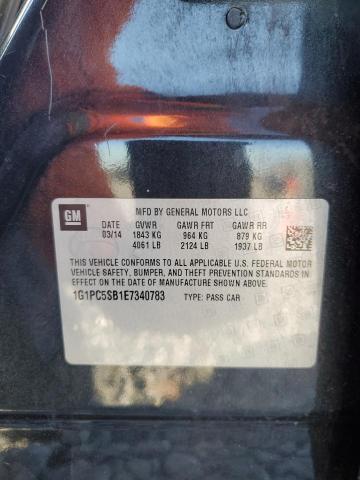 GM
MFD BY GENERAL MOTORS LLC
DATE GVWR GAWR FRT GAWR RR
03/14 1843 KG 964 KG 879 KG
4061 LB 2124 LB 1937 LB
THIS VEHICLE CONFORMS TO ALL APPLICABLE U.S. FEDERAL MOTOR
VEHICLE SAFETY, BUMPER, AND THEFT PREVENTION STANDARDS
IN EFFECT ON THE DATE OF MANUFACTURE SHOWN ABOVE.
1G1PC5SB1E7340783 TYPE: PASS CAR